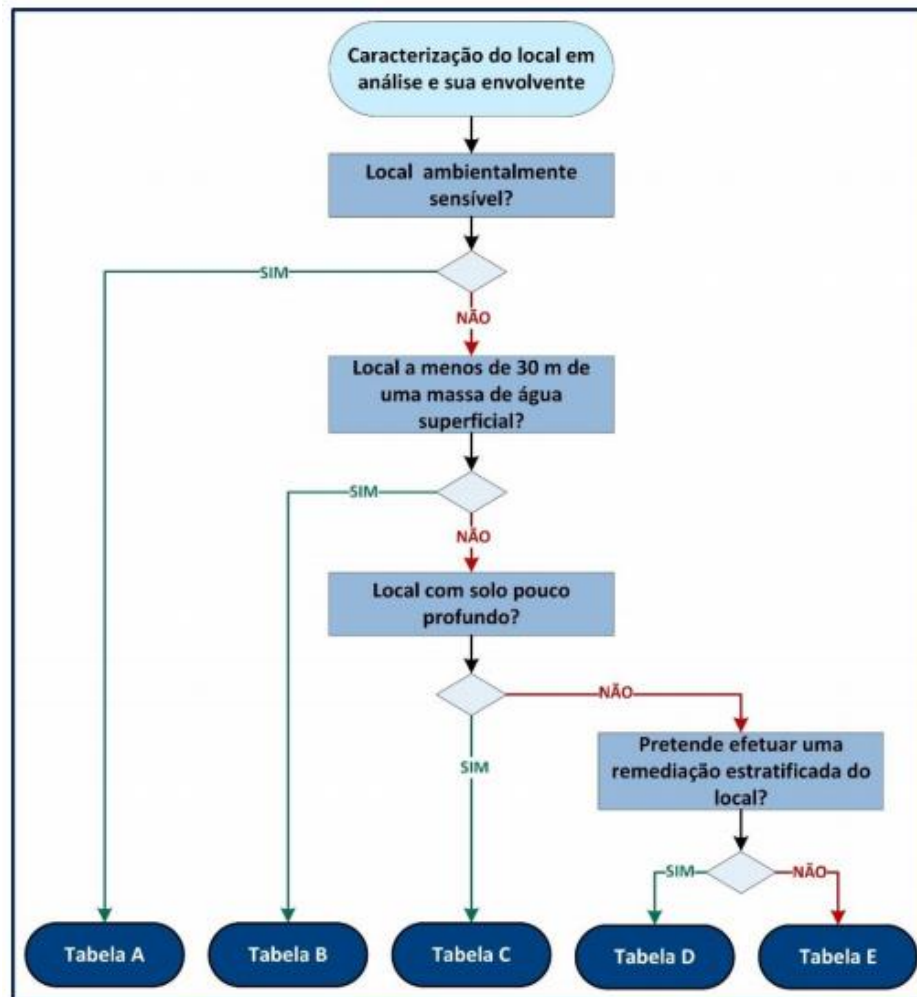 Caracterização do local em
análise e sua envolvente
Local ambientalmente
sensível?
SIM
NÃO
Local a menos de 30 m de
uma massa de água
superficial?
SIM
NÃO
Local com solo pouco
profundo?
NÃO
SIM
Pretende efetuar uma
remediação estratificada do
local?
SIM
NÃO
Tabela A
Tabela B
Tabela C
Tabela D
Tabela E